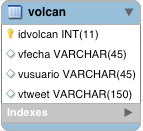 volcan
idvolcan INT(11)
vfecha VARCHAR(45)
vusuario VARCHAR(45)
vtweet VARCHAR(150)
Indexes